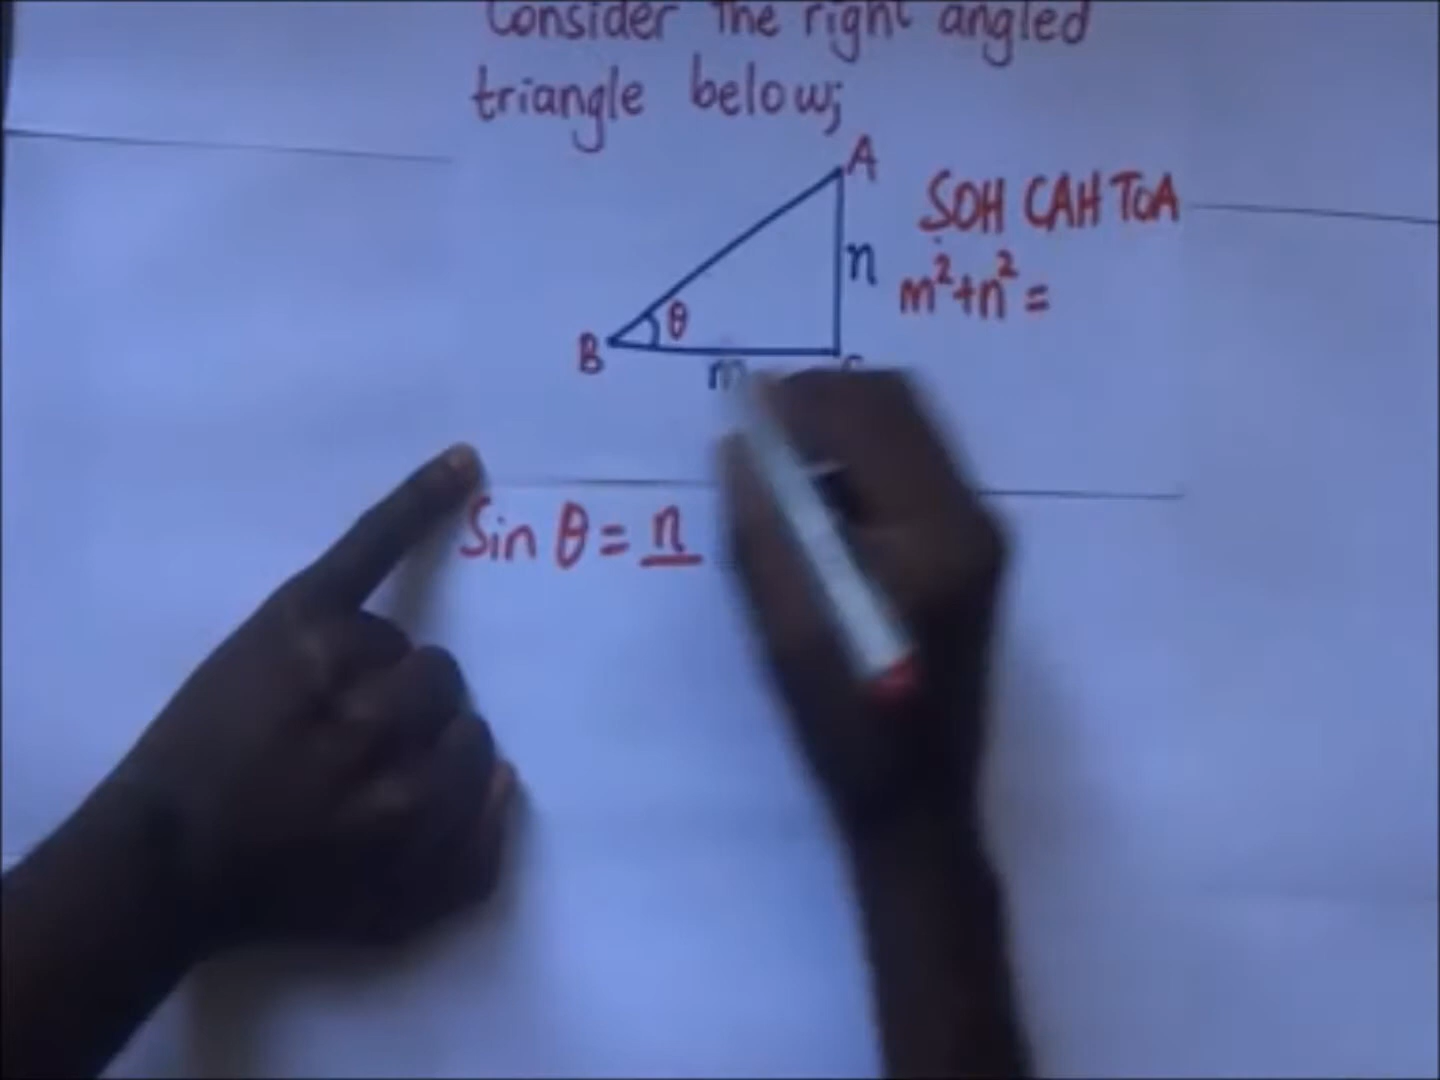 Consider the right angled
triangle below;
A
SOH CAH TOA
n
m²+n² =
θ
B
m
Sin θ = n